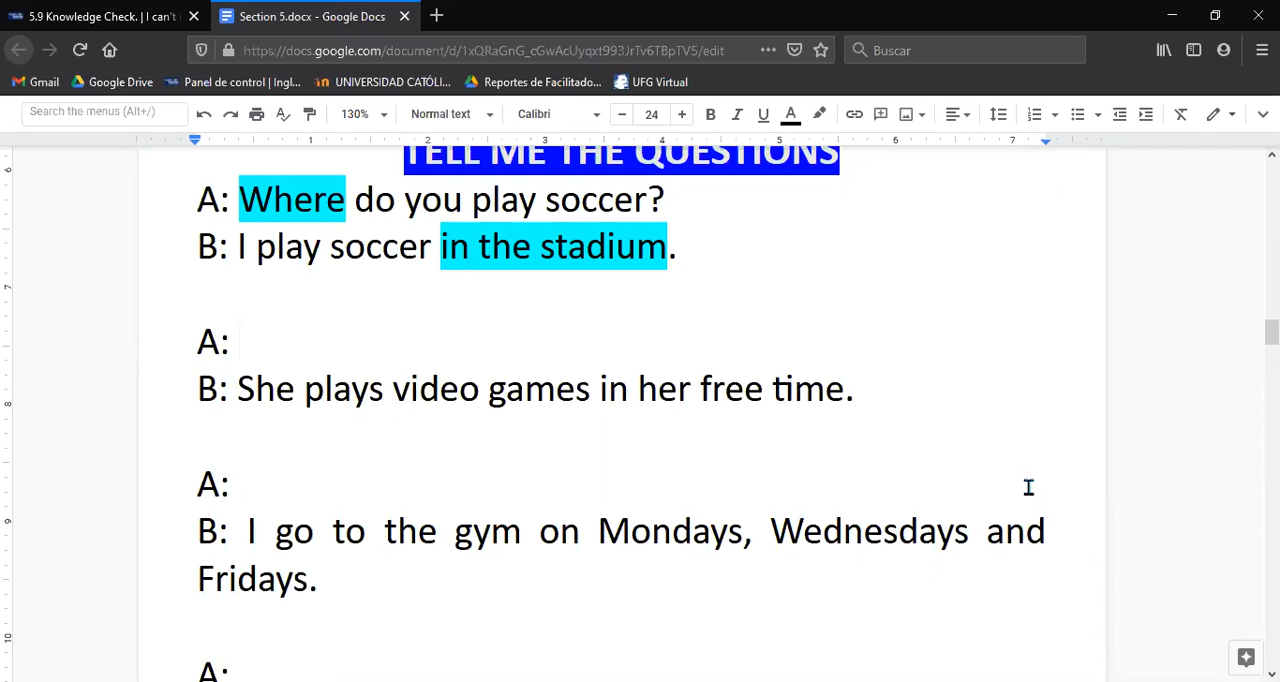 5.9 Knowledge Check. | I can't i
Section 5.docx - Google Docs
https://docs.google.com/document/d/1xQRaGnG_cGwAcUyqxt993JrTv6TBpTV5/edit
Buscar
Gmail
Google Drive
Panel de control | Ingl...
UNIVERSIDAD CATÓLI...
Reportes de Facilitado...
UFG Virtual
Search the menus (Alt+/)
130%
Normal text
Calibri
24
TELL ME THE QUESTIONS
A: Where do you play soccer?
B: I play soccer in the stadium.
A:
B: She plays video games in her free time.
A:
B: I go to the gym on Mondays, Wednesdays and
Fridays.
A: